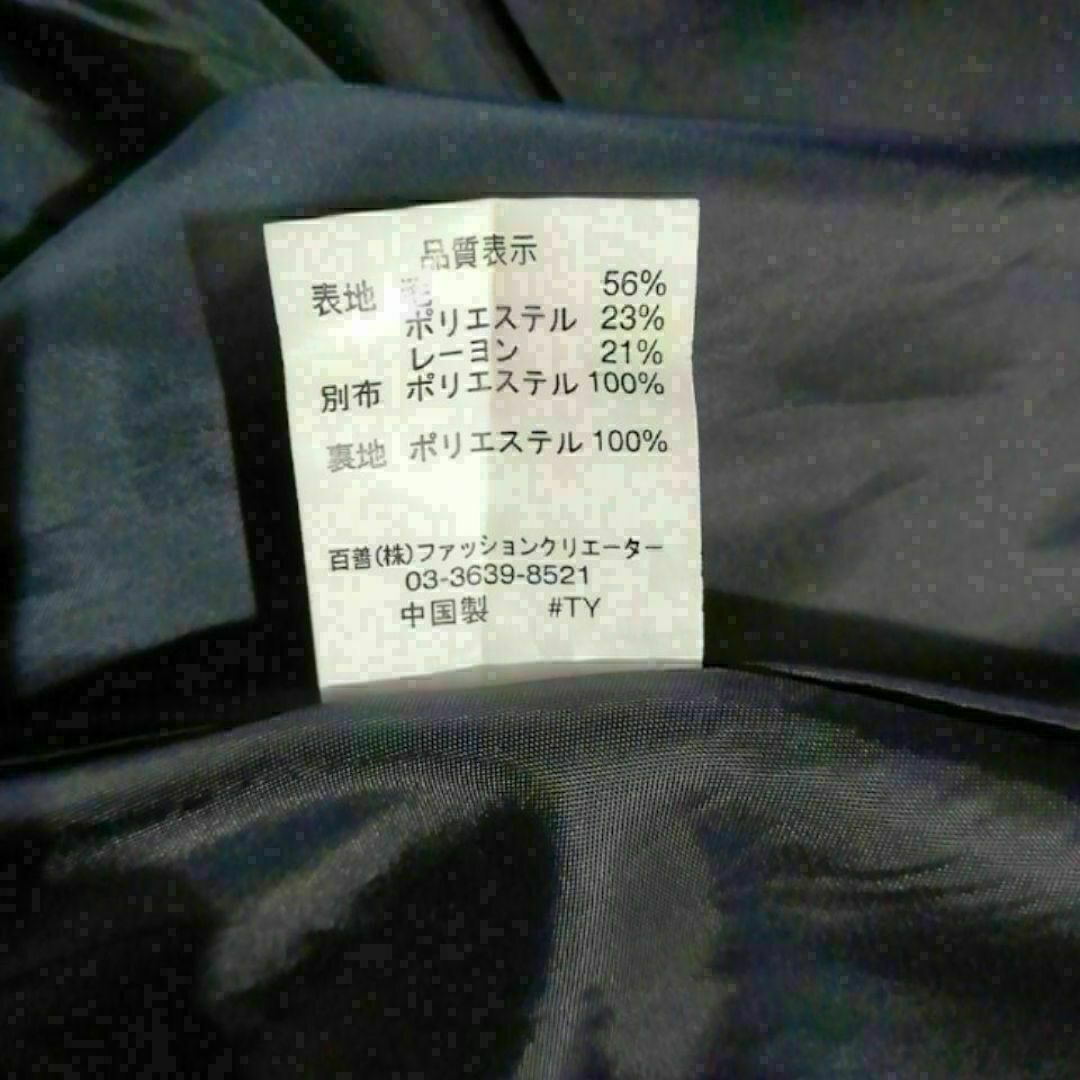 品質表示
表地 毛 56%
ポリエステル 23%
レーヨン 21%
別布 ポリエステル 100%
裏地 ポリエステル 100%
百善(株)ファッションクリエーター
03-3639-8521
中国製 #TY